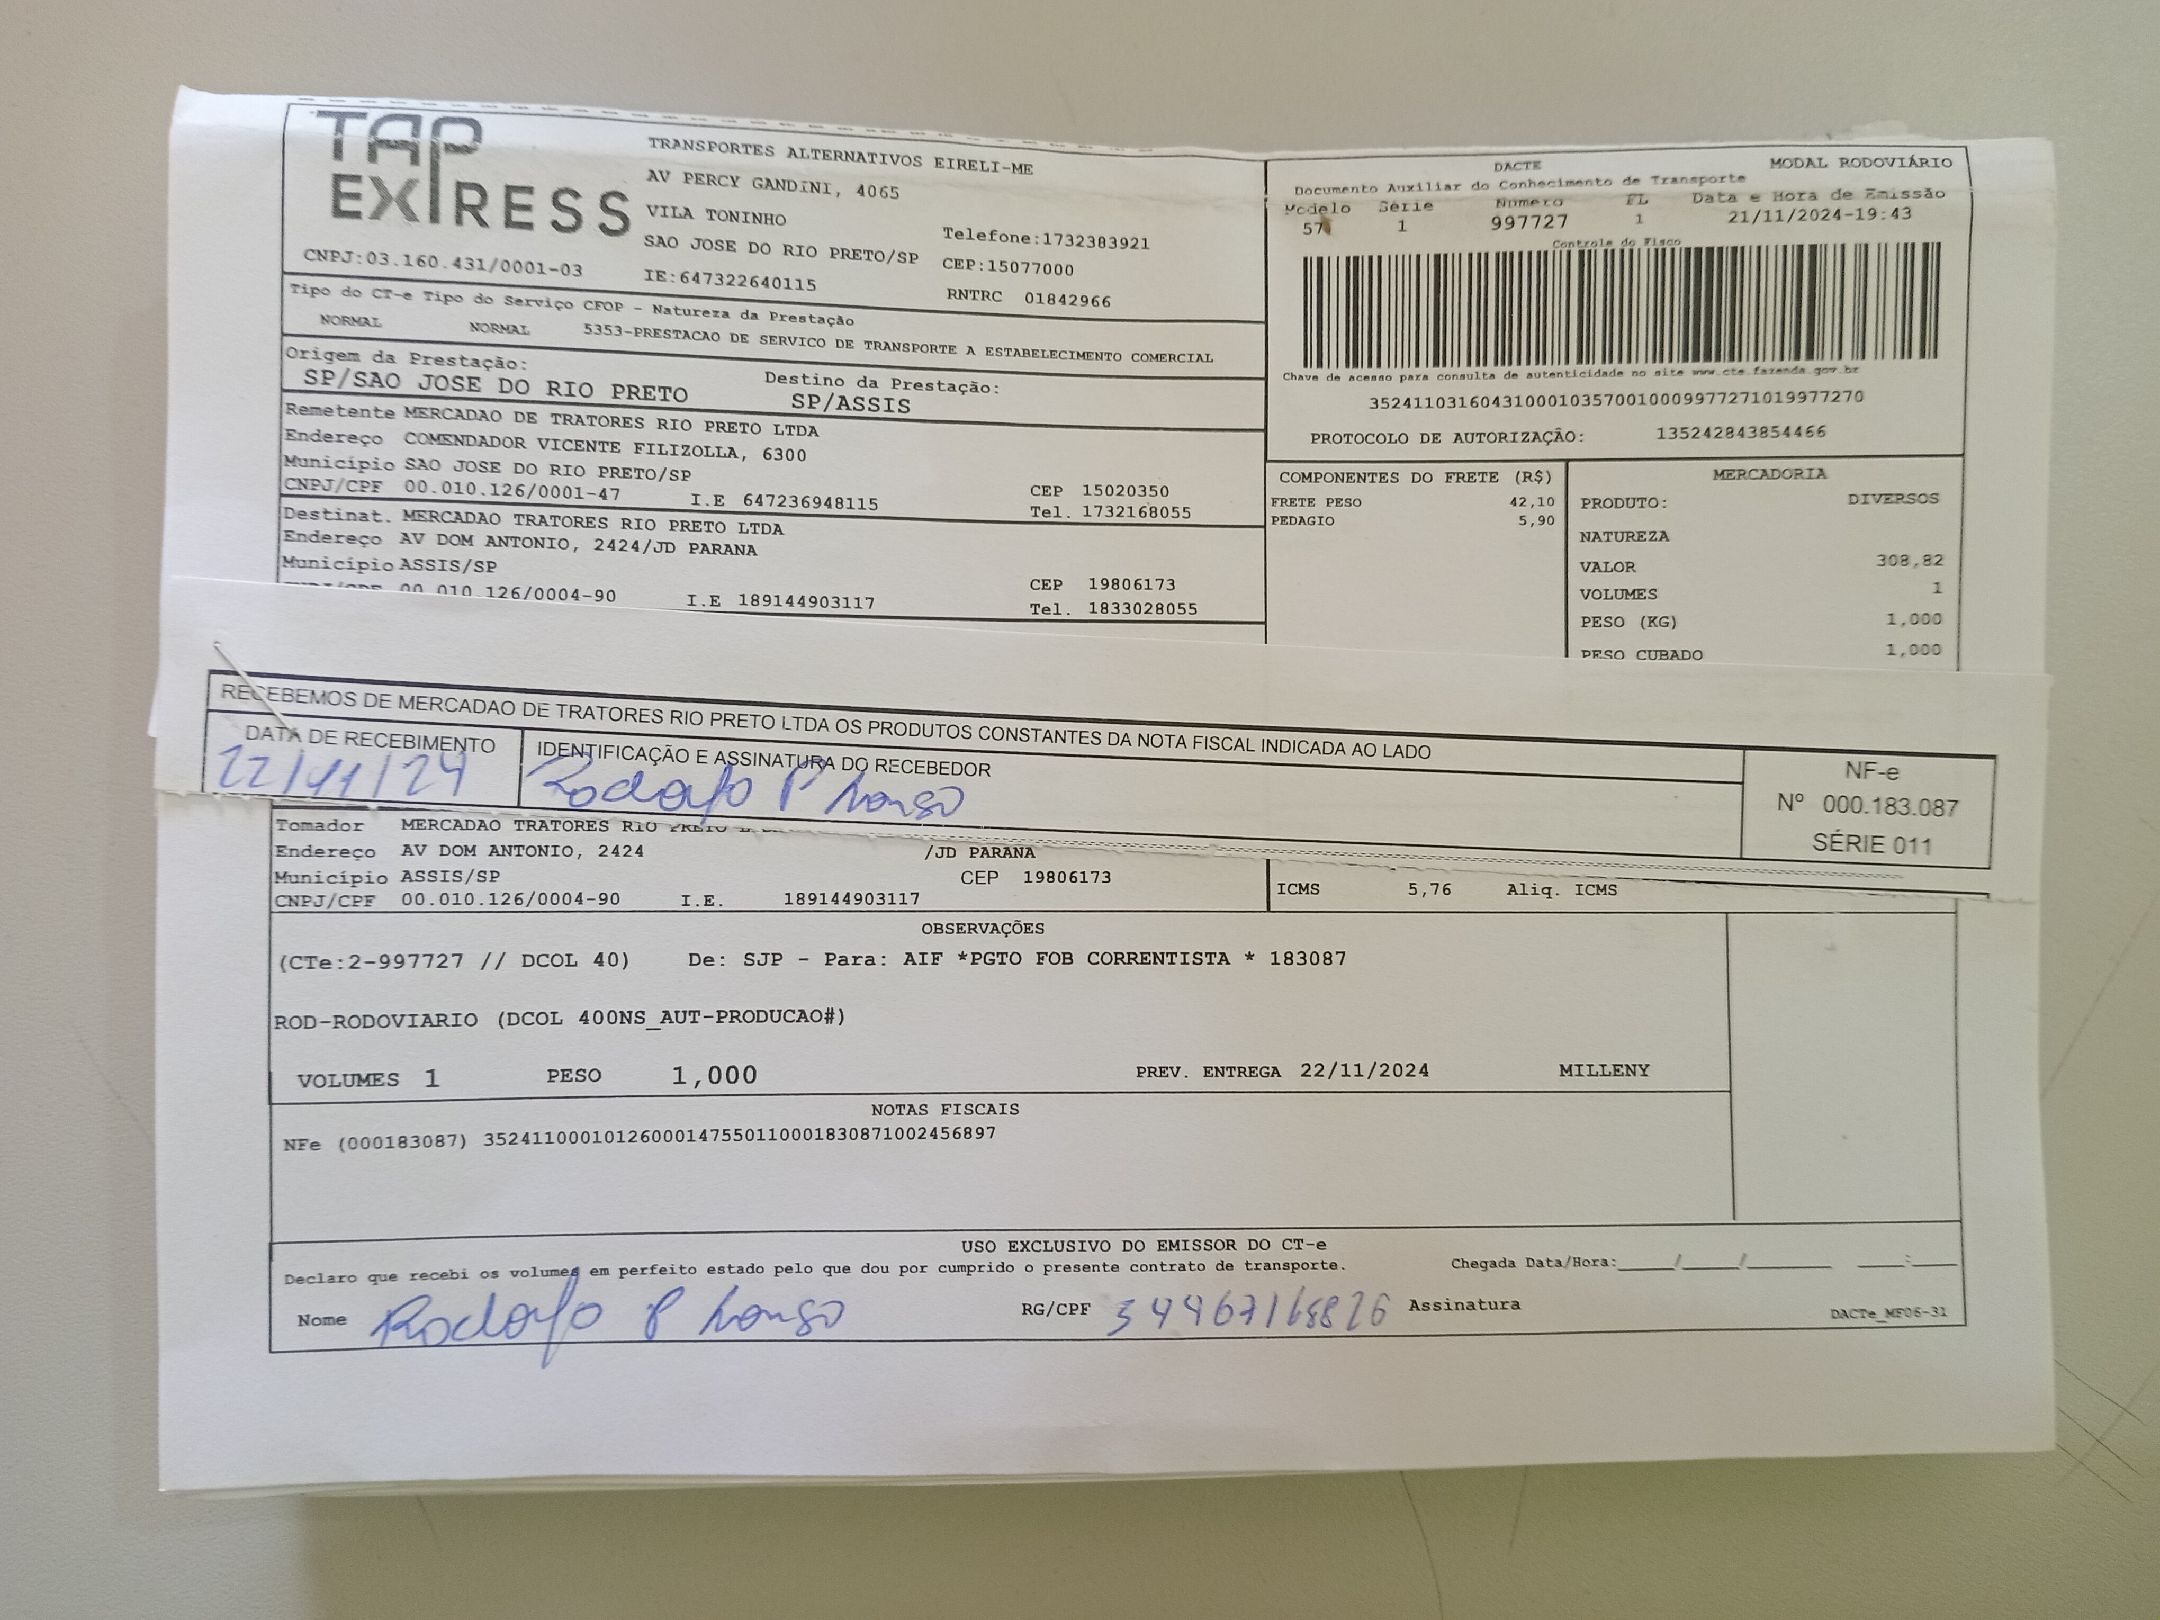 TAP EXPRESS
TRANSPORTES ALTERNATIVOS EIRELI-ME
AV PERCY GANDINI, 4065
VILA TONINHO
SAO JOSE DO RIO PRETO/SP
Telefone:1732383921
CEP:15077000
CNPJ:03.160.431/0001-03
IE:647322640115
RNTRC 01842966
Tipo do CT-e Tipo do Serviço CFOP - Natureza da Prestação
NORMAL NORMAL 5353-PRESTACAO DE SERVICO DE TRANSPORTE A ESTABELECIMENTO COMERCIAL
Origem da Prestação:
SP/SAO JOSE DO RIO PRETO
Destino da Prestação:
SP/ASSIS
Remetente MERCADAO DE TRATORES RIO PRETO LTDA
Endereço COMENDADOR VICENTE FILIZOLLA, 6300
Município SAO JOSE DO RIO PRETO/SP
CEP 15020350
CNPJ/CPF 00.010.126/0001-47 I.E 647236948115
Tel. 1732168055
Destinat. MERCADAO TRATORES RIO PRETO LTDA
Endereço AV DOM ANTONIO, 2424/JD PARANA
Município ASSIS/SP
CEP 19806173
CNPJ/CPF 00.010.126/0004-90 I.E 189144903117
Tel. 1833028055
DACTE MODAL RODOVIÁRIO
Documento Auxiliar do Conhecimento de Transporte
Modelo Serie Numero FL Data e Hora de Emissão
57 1 997727 1 21/11/2024-19:43
Controle do Fisco
Chave de acesso para consulta de autenticidade no site www.cte.fazenda.gov.br
35241103160431000103570010009977271019977270
PROTOCOLO DE AUTORIZAÇÃO: 135242843854466
COMPONENTES DO FRETE (R$)
FRETE PESO 42,10
PEDAGIO 5,90
MERCADORIA
PRODUTO: DIVERSOS
NATUREZA
VALOR 308,82
VOLUMES 1
PESO (KG) 1,000
PESO CUBADO 1,000
RECEBEMOS DE MERCADAO DE TRATORES RIO PRETO LTDA OS PRODUTOS CONSTANTES DA NOTA FISCAL INDICADA AO LADO
DATA DE RECEBIMENTO
22/11/24
IDENTIFICAÇÃO E ASSINATURA DO RECEBEDOR
Rodolfo P
NF-e
Nº 000.183.087
SÉRIE 011
Tomador MERCADAO TRATORES RIO PRETO
Endereço AV DOM ANTONIO, 2424 /JD PARANA
Município ASSIS/SP CEP 19806173
CNPJ/CPF 00.010.126/0004-90 I.E. 189144903117
ICMS 5,76 Aliq. ICMS
OBSERVAÇÕES
(CTe:2-997727 // DCOL 40) De: SJP - Para: AIF *PGTO FOB CORRENTISTA * 183087
ROD-RODOVIARIO (DCOL 400NS_AUT-PRODUCAO#)
VOLUMES 1 PESO 1,000 PREV. ENTREGA 22/11/2024 MILLENY
NOTAS FISCAIS
NFe (000183087) 35241100010126000147550110001830871002456897
USO EXCLUSIVO DO EMISSOR DO CT-e
Declaro que recebi os volumes em perfeito estado pelo que dou por cumprido o presente contrato de transporte.
Chegada Data/Hora:____/____/______ ____:____
Nome Rodolfo P
RG/CPF 34467168826 Assinatura
DACTe_MF06-31